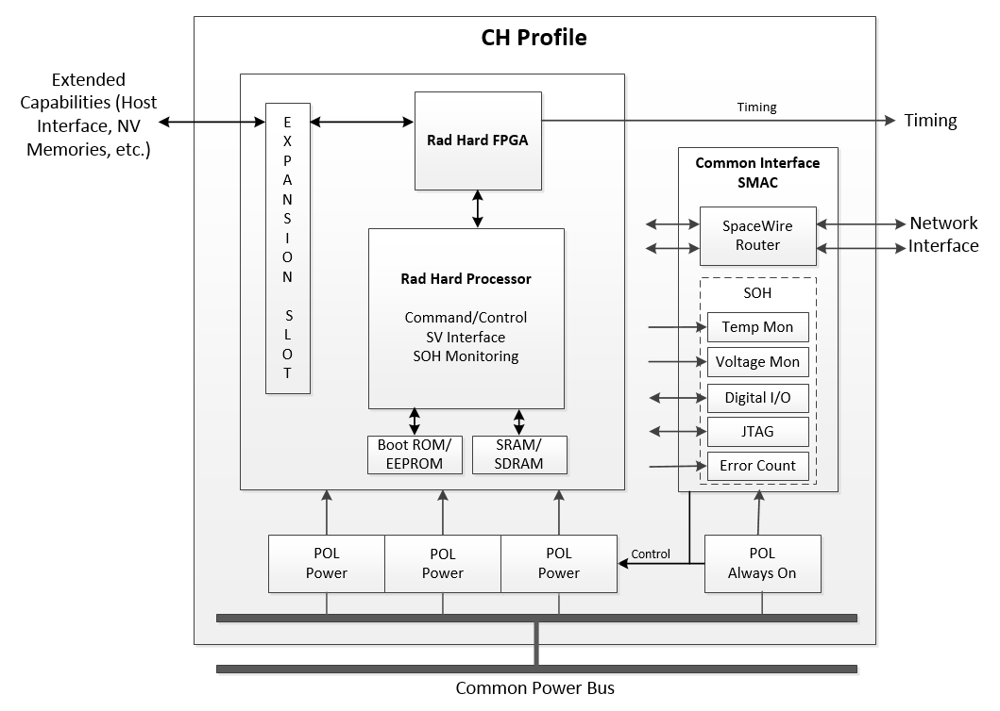 CH Profile
Extended
Capabilities (Host
Interface, NV
Memories, etc.)
EXPANSION SLOT
Rad Hard FPGA
Timing
Timing
Common Interface
SMAC
SpaceWire
Router
Network
Interface
Rad Hard Processor
Command/Control
SV Interface
SOH Monitoring
SOH
Temp Mon
Voltage Mon
Digital I/O
JTAG
Error Count
Boot ROM/
EEPROM
SRAM/
SDRAM
POL
Power
POL
Power
POL
Power
Control
POL
Always On
Common Power Bus